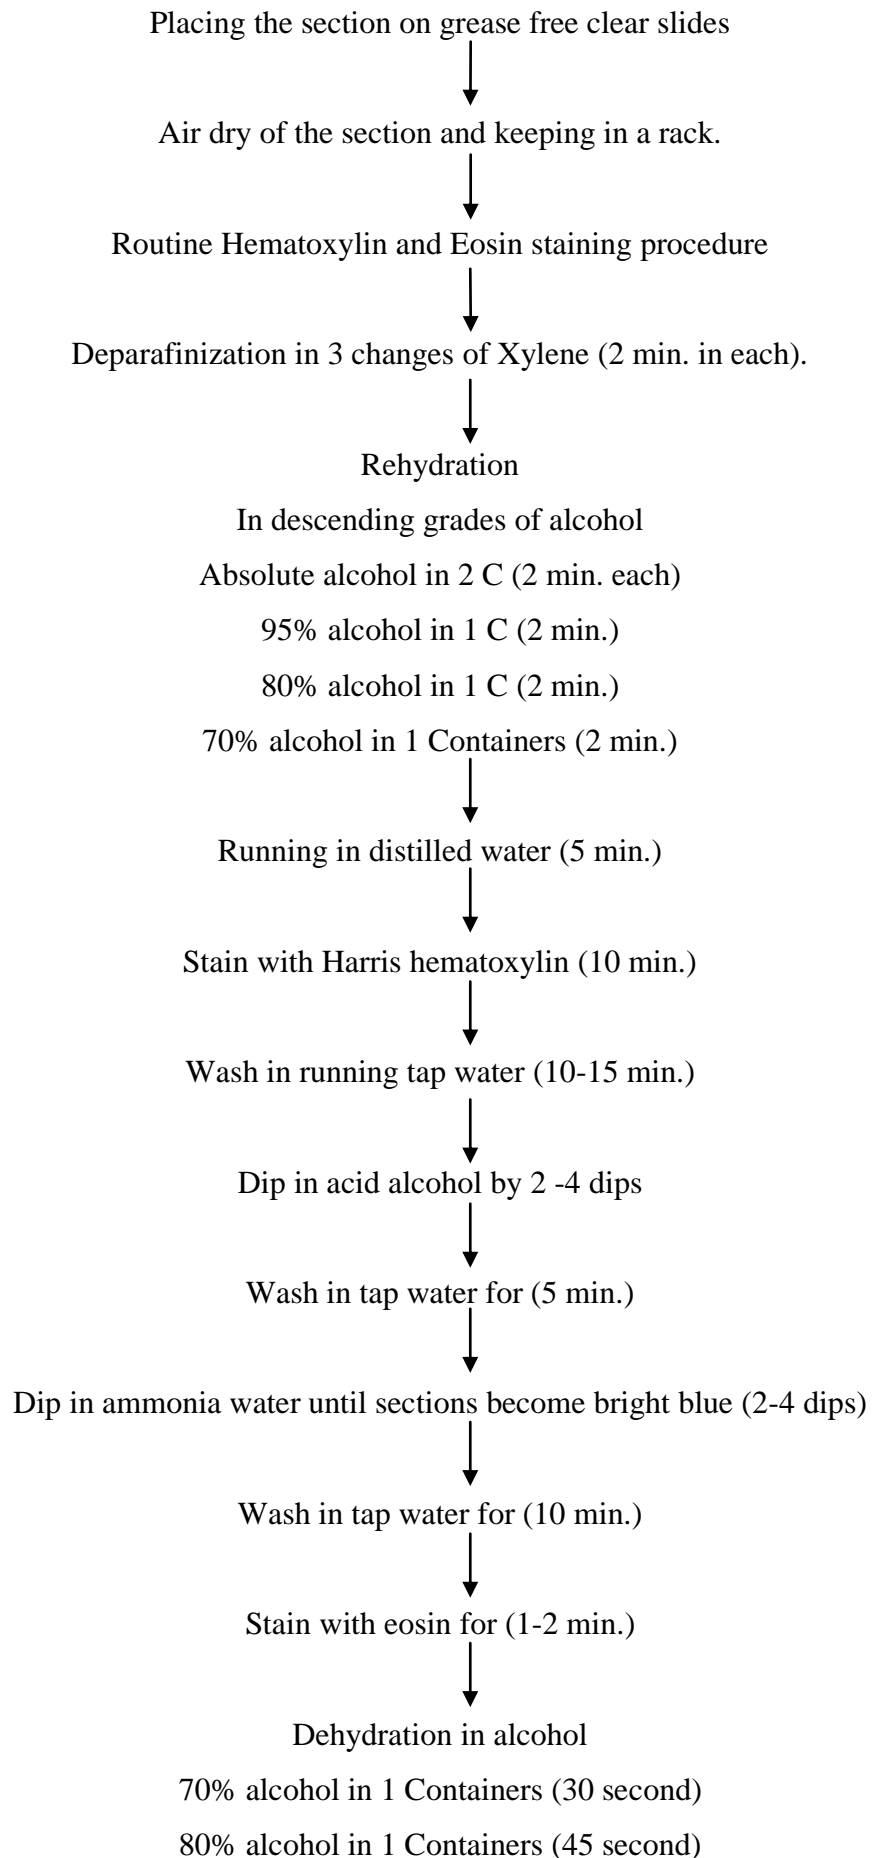 Placing the section on grease free clear slides
Air dry of the section and keeping in a rack.
Routine Hematoxylin and Eosin staining procedure
Deparafinization in 3 changes of Xylene (2 min. in each).
Rehydration
In descending grades of alcohol
Absolute alcohol in 2 C (2 min. each)
95% alcohol in 1 C (2 min.)
80% alcohol in 1 C (2 min.)
70% alcohol in 1 Containers (2 min.)
Running in distilled water (5 min.)
Stain with Harris hematoxylin (10 min.)
Wash in running tap water (10-15 min.)
Dip in acid alcohol by 2 -4 dips
Wash in tap water for (5 min.)
Dip in ammonia water until sections become bright blue (2-4 dips)
Wash in tap water for (10 min.)
Stain with eosin for (1-2 min.)
Dehydration in alcohol
70% alcohol in 1 Containers (30 second)
80% alcohol in 1 Containers (45 second)